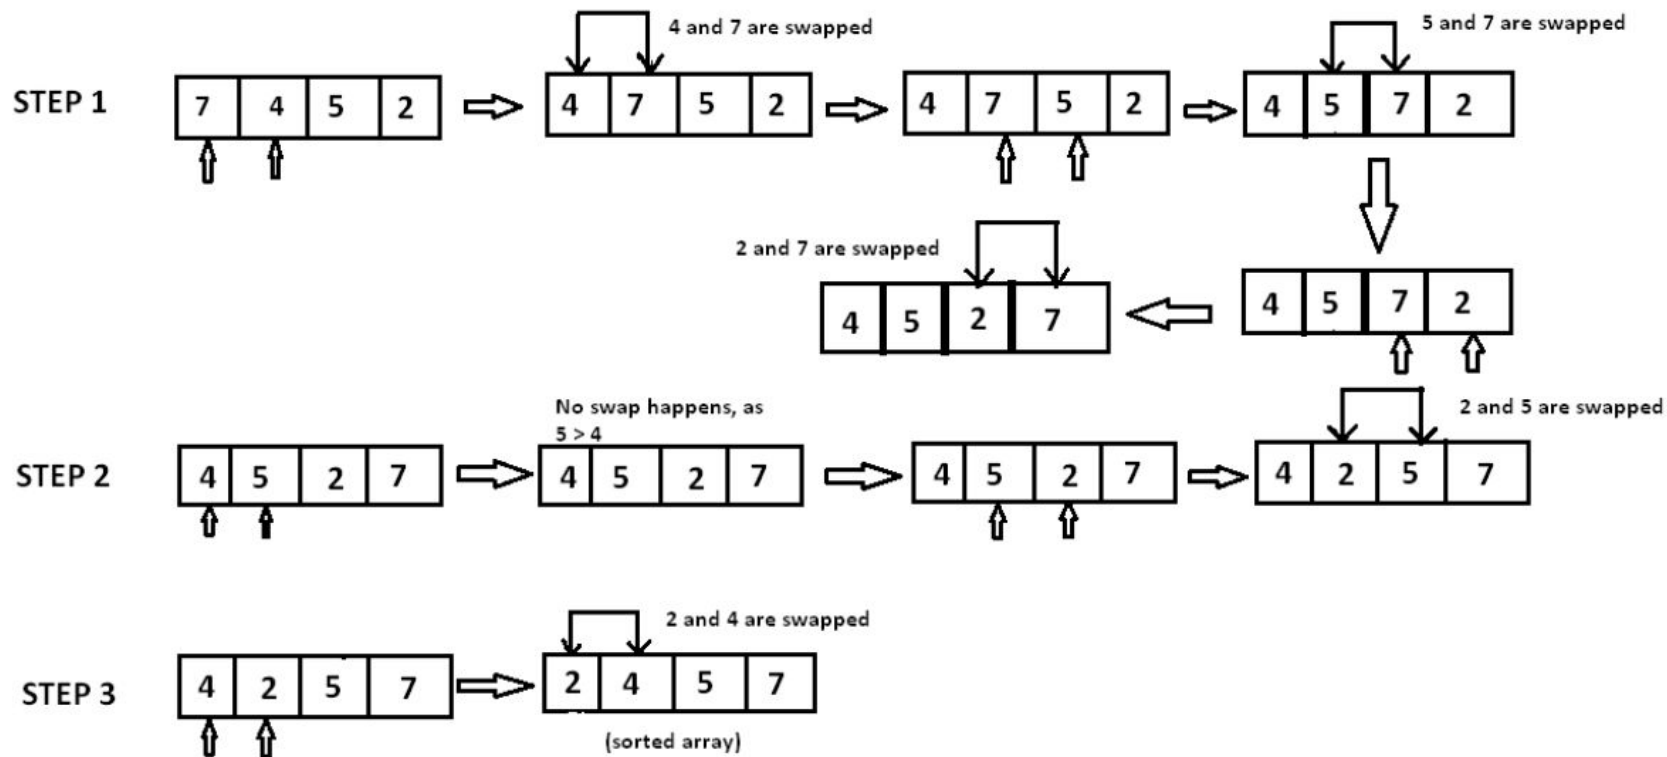 4 and 7 are swapped
5 and 7 are swapped
STEP 1
7 4 5 2
4 7 5 2
4 7 5 2
4 5 7 2
2 and 7 are swapped
4 5 2 7
4 5 7 2
No swap happens, as
5 > 4
2 and 5 are swapped
STEP 2
4 5 2 7
4 5 2 7
4 5 2 7
4 2 5 7
2 and 4 are swapped
STEP 3
4 2 5 7
2 4 5 7
(sorted array)